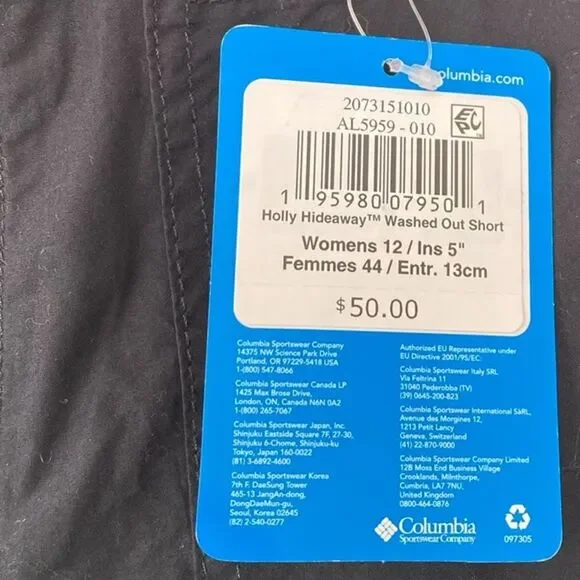 olumbia.com
2073151010
AL5959 - 010
EPC™
1 95980 07950 1
Holly Hideaway™ Washed Out Short
Womens 12 / Ins 5"
Femmes 44 / Entr. 13cm
$50.00
Columbia Sportswear Company
14375 NW Science Park Drive
Portland, OR 97229-5418 USA
1-(800) 547-8066
Columbia Sportswear Canada LP
1425 Max Brose Drive,
London, ON, Canada N6N 0A2
1-(800) 265-7067
Columbia Sportswear Japan, Inc.
Shinjuku Eastside Square 7F, 27-30,
Shinjuku 6-Chome, Shinjuku-ku
Tokyo, Japan 160-0022
(81) 3-6892-4600
Columbia Sportswear Korea
7th F. DaeSung Tower
465-13 JangAn-dong,
DongDaeMun-gu,
Seoul, Korea 02645
(82) 2-540-0277
Authorized EU Representative under
EU Directive 2001/95/EC:
Columbia Sportswear Italy SRL
Via Feltrina 11
31040 Pederobba (TV)
(39) 0645-200-823
Columbia Sportswear International SàRL,
Avenue des Morgines 12,
1213 Petit Lancy
Geneva, Switzerland
(41) 22-870-9000
Columbia Sportswear Company Limited
12B Moss End Business Village
Crooklands, Milnthorpe,
Cumbria, LA7 7NU,
United Kingdom
0800-464-0876
Columbia
Sportswear Company
097305